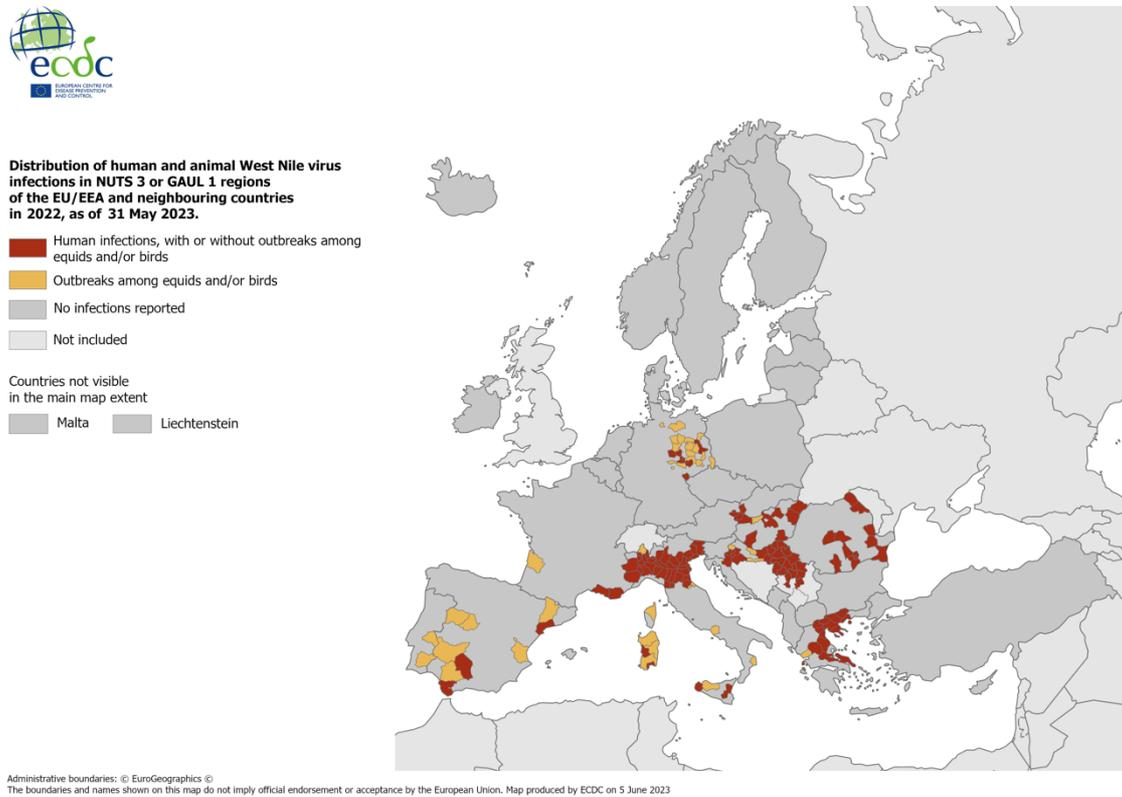 ecdc
EUROPEAN CENTRE FOR
DISEASE PREVENTION
AND CONTROL
Distribution of human and animal West Nile virus
infections in NUTS 3 or GAUL 1 regions
of the EU/EEA and neighbouring countries
in 2022, as of 31 May 2023.
Human infections, with or without outbreaks among
equids and/or birds
Outbreaks among equids and/or birds
No infections reported
Not included
Countries not visible
in the main map extent
Malta
Liechtenstein
Administrative boundaries: © EuroGeographics ©
The boundaries and names shown on this map do not imply official endorsement or acceptance by the European Union. Map produced by ECDC on 5 June 2023